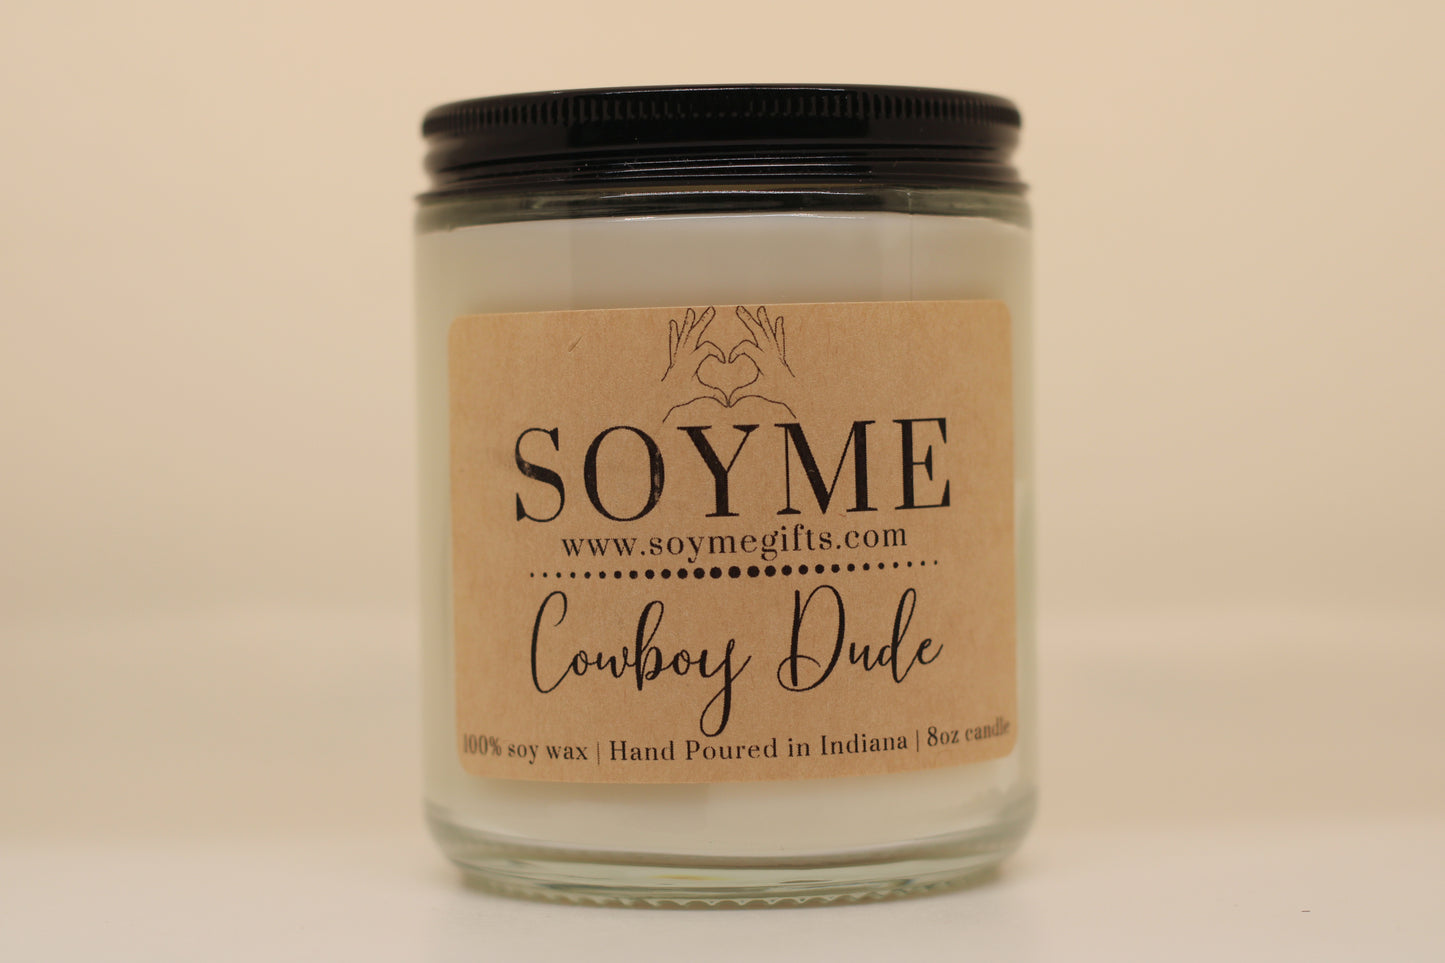 SOYME
www.soymegifts.com
Cowboy Dude
100% soy wax | Hand Poured in Indiana | 8oz candle